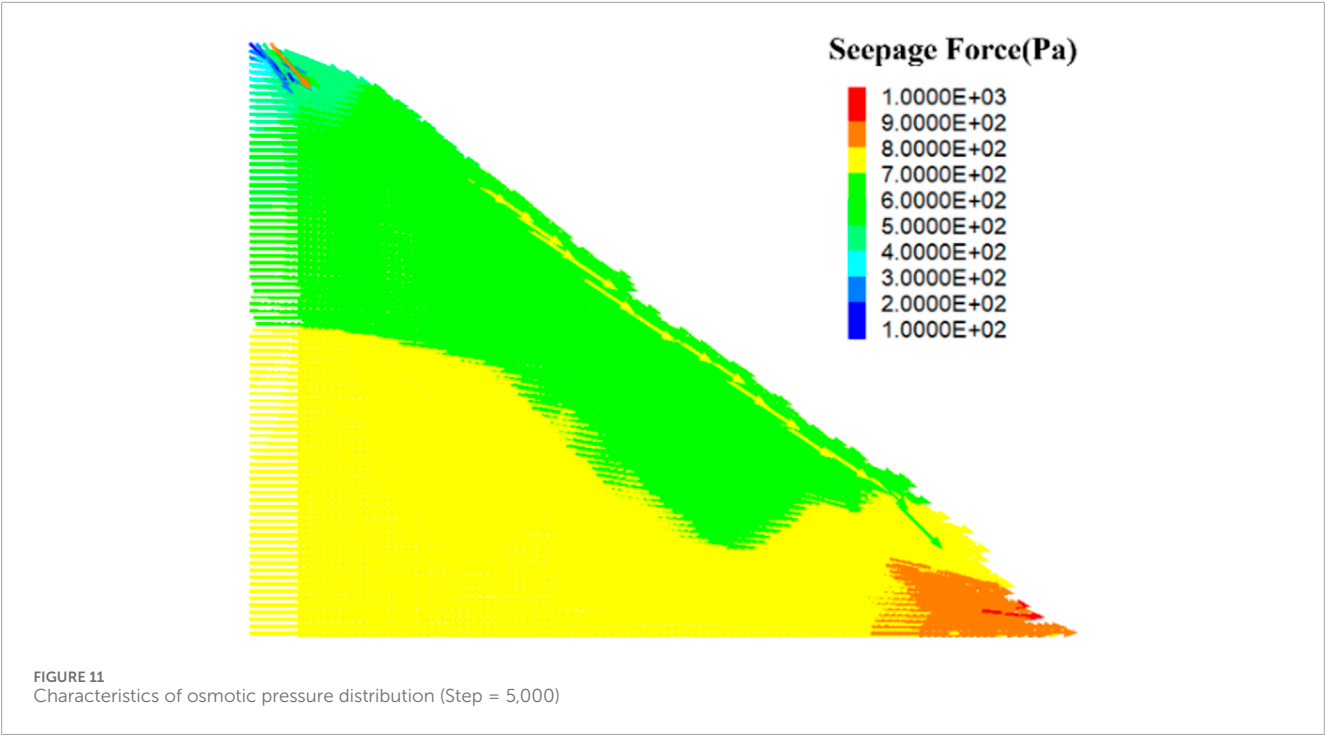 Seepage Force(Pa)
1.0000E+03
9.0000E+02
8.0000E+02
7.0000E+02
6.0000E+02
5.0000E+02
4.0000E+02
3.0000E+02
2.0000E+02
1.0000E+02
FIGURE 11
Characteristics of osmotic pressure distribution (Step = 5,000)